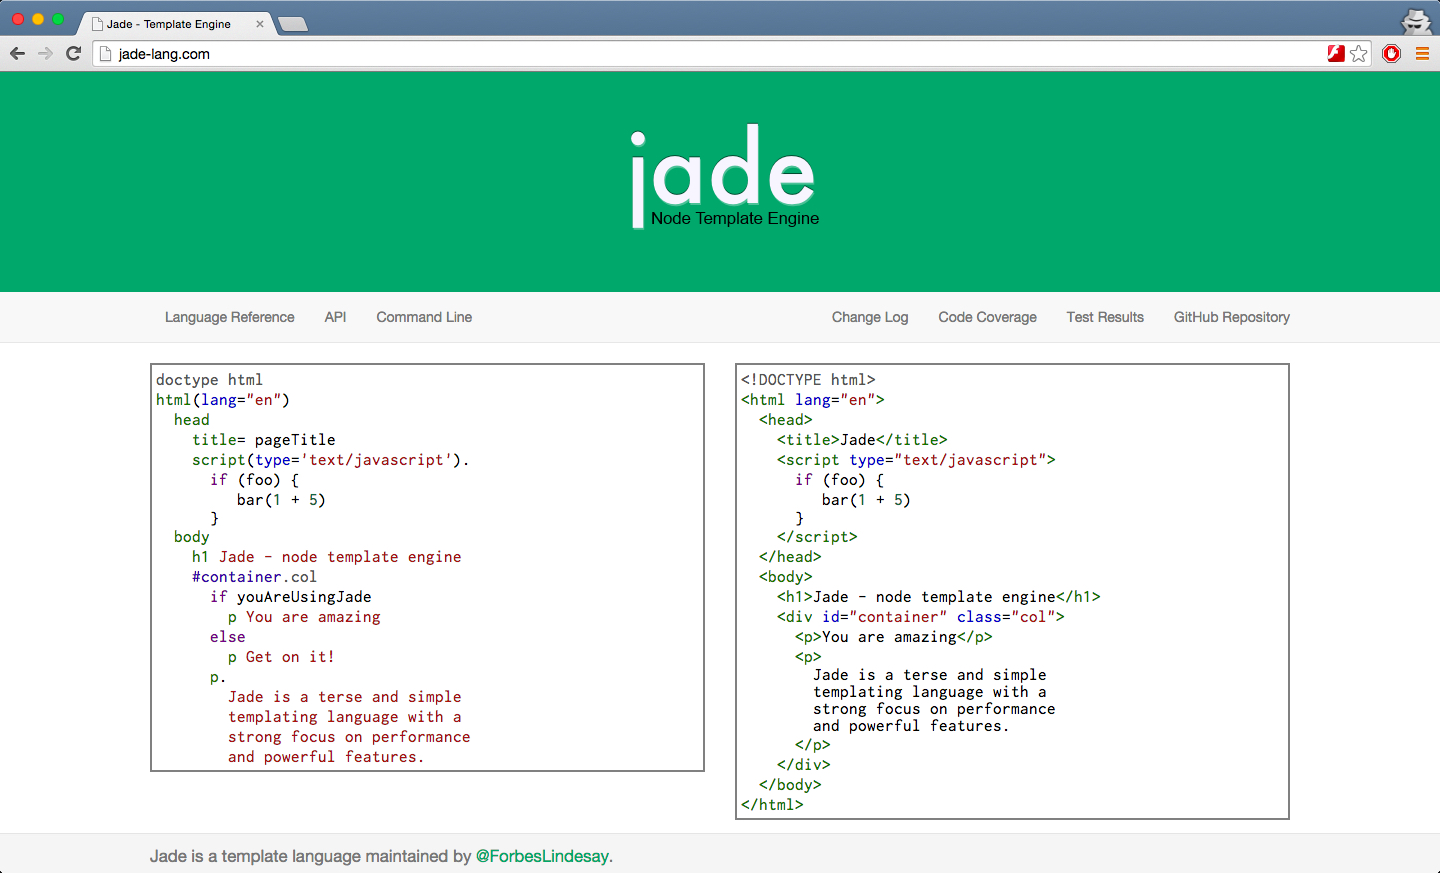 Jade - Template Engine
jade-lang.com
jade
Node Template Engine
Language Reference API Command Line Change Log Code Coverage Test Results GitHub Repository
doctype html
html(lang="en")
  head
    title= pageTitle
    script(type='text/javascript').
      if (foo) {
         bar(1 + 5)
      }
  body
    h1 Jade - node template engine
    #container.col
      if youAreUsingJade
        p You are amazing
      else
        p Get on it!
      p.
        Jade is a terse and simple
        templating language with a
        strong focus on performance
        and powerful features.
<!DOCTYPE html>
<html lang="en">
  <head>
    <title>Jade</title>
    <script type="text/javascript">
      if (foo) {
         bar(1 + 5)
      }
    </script>
  </head>
  <body>
    <h1>Jade - node template engine</h1>
    <div id="container" class="col">
      <p>You are amazing</p>
      <p>
        Jade is a terse and simple
        templating language with a
        strong focus on performance
        and powerful features.
      </p>
    </div>
  </body>
</html>
Jade is a template language maintained by @ForbesLindesay.